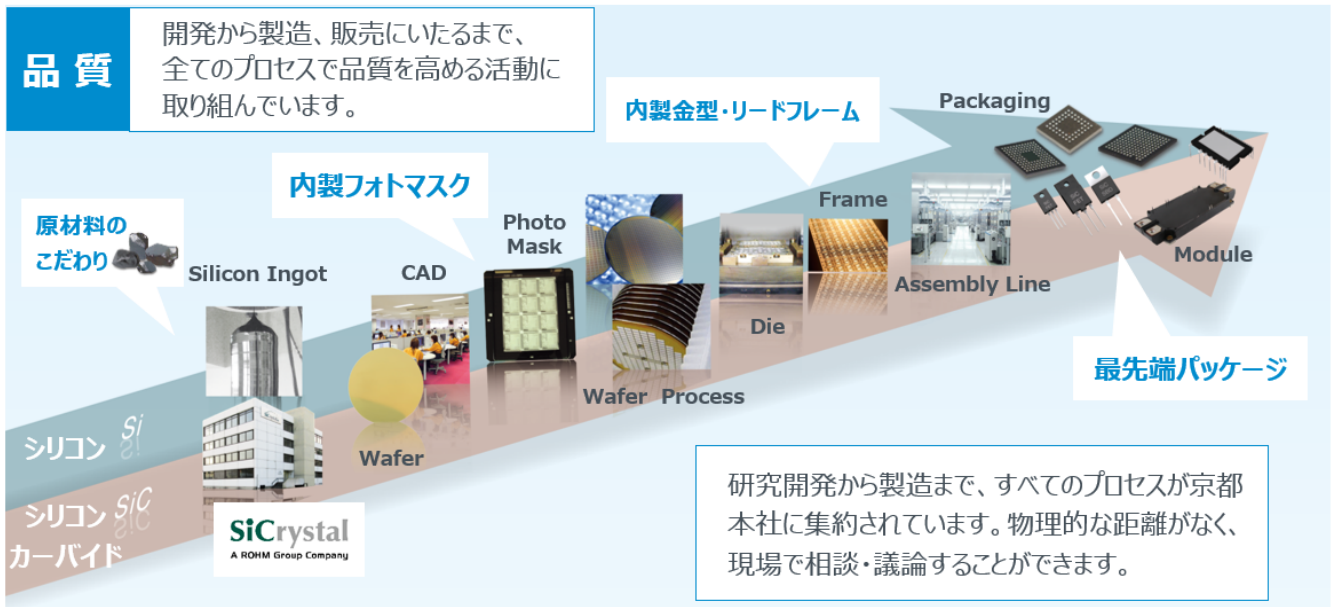 品質
開発から製造、販売にいたるまで、
全てのプロセスで品質を高める活動に
取り組んでいます。
内製金型・リードフレーム
Packaging
内製フォトマスク
原材料の
こだわり
Silicon Ingot
CAD
Photo
Mask
Frame
Assembly Line
Module
Die
Wafer Process
Wafer
最先端パッケージ
シリコン Si
シリコン SiC
カーバイド
SiCrystal
A ROHM Group Company
研究開発から製造まで、すべてのプロセスが京都
本社に集約されています。物理的な距離がなく、
現場で相談・議論することができます。